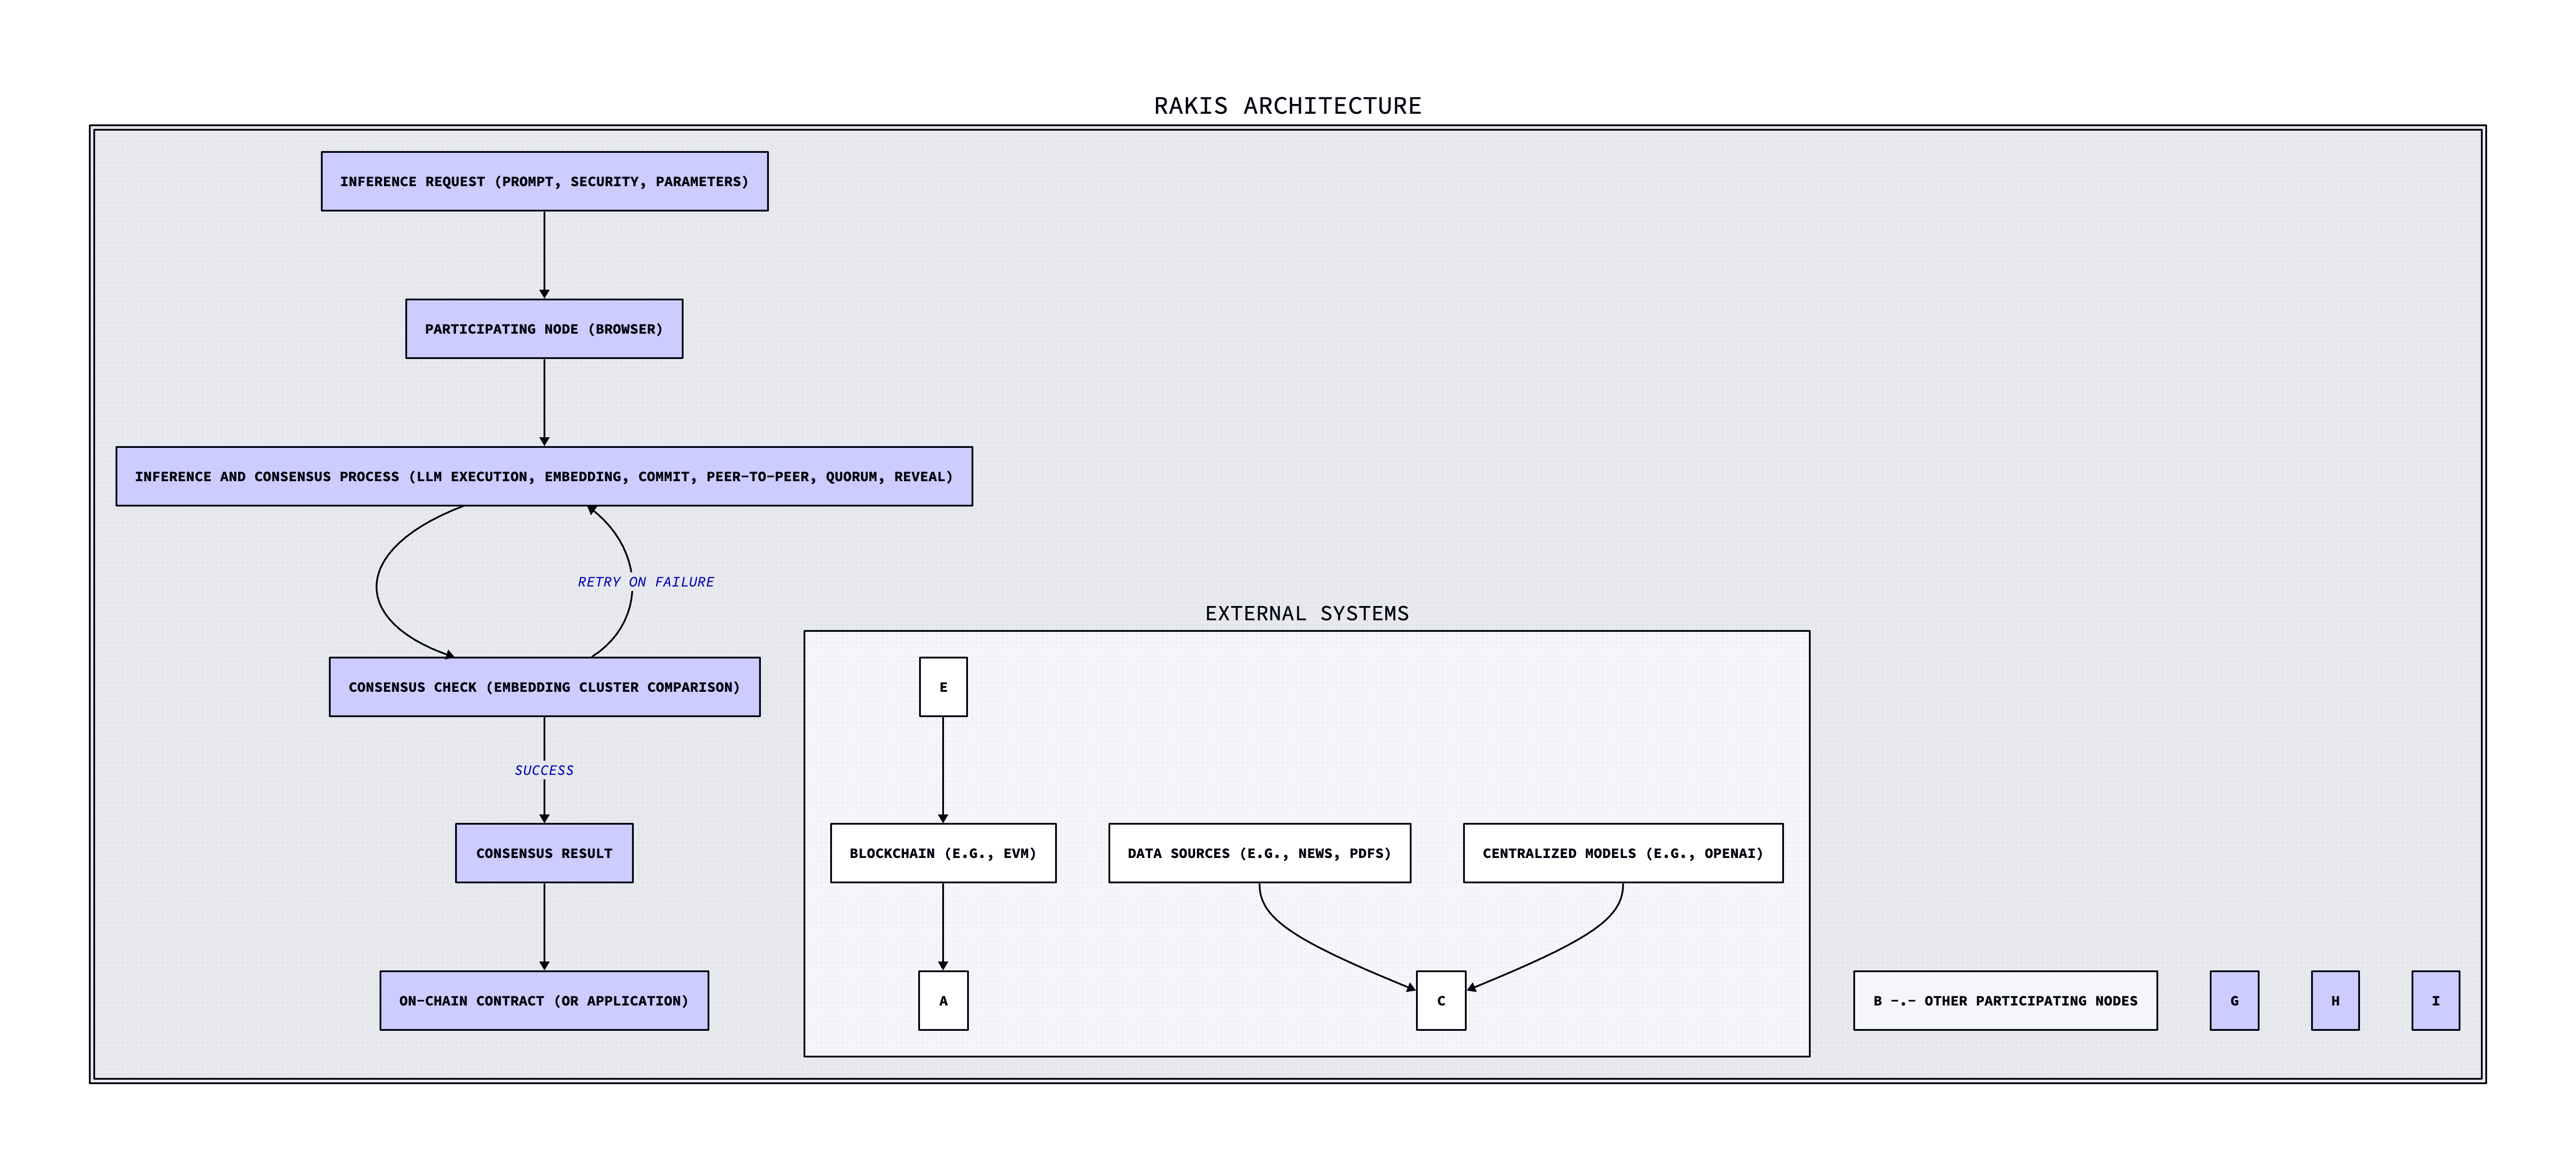 RAKIS ARCHITECTURE
INFERENCE REQUEST (PROMPT, SECURITY, PARAMETERS)
PARTICIPATING NODE (BROWSER)
INFERENCE AND CONSENSUS PROCESS (LLM EXECUTION, EMBEDDING, COMMIT, PEER-TO-PEER, QUORUM, REVEAL)
RETRY ON FAILURE
CONSENSUS CHECK (EMBEDDING CLUSTER COMPARISON)
SUCCESS
CONSENSUS RESULT
ON-CHAIN CONTRACT (OR APPLICATION)
EXTERNAL SYSTEMS
E
BLOCKCHAIN (E.G., EVM)
DATA SOURCES (E.G., NEWS, PDFS)
CENTRALIZED MODELS (E.G., OPENAI)
A
C
B -.- OTHER PARTICIPATING NODES
G
H
I